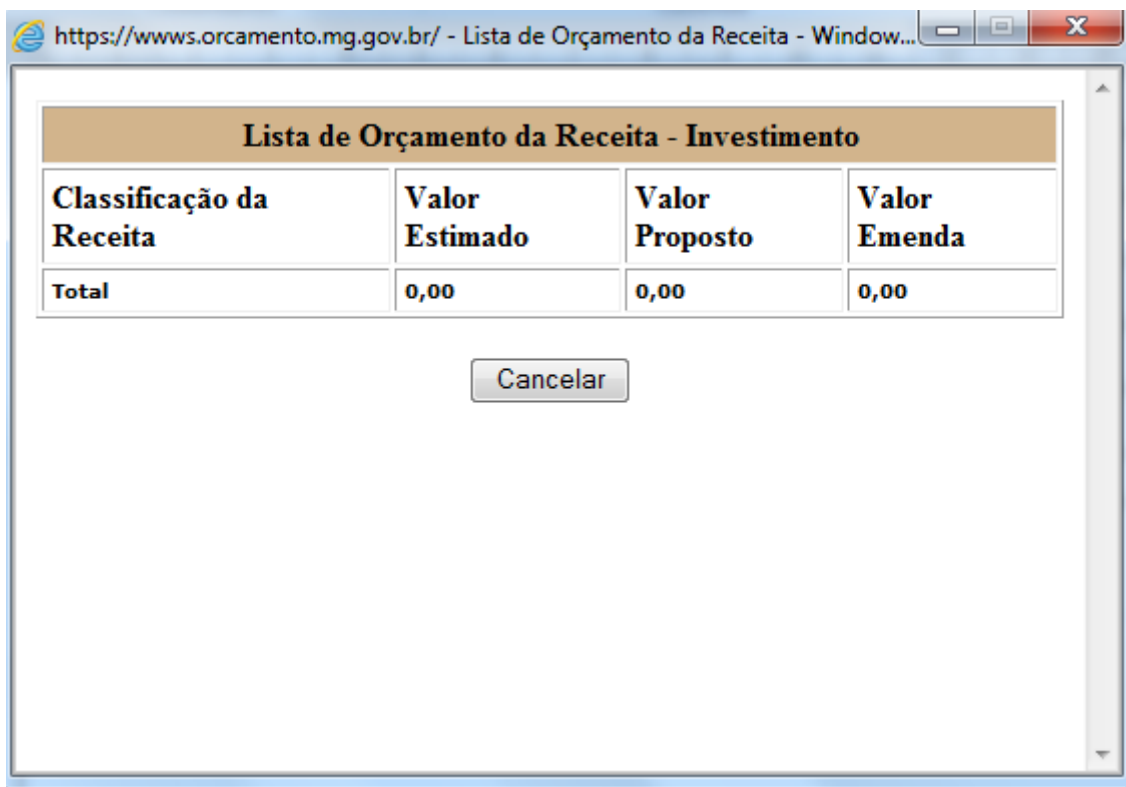 https://wwws.orcamento.mg.gov.br/ - Lista de Orçamento da Receita - Window...
Lista de Orçamento da Receita - Investimento
Classificação da Receita
Valor Estimado
Valor Proposto
Valor Emenda
Total 0,00 0,00 0,00
Cancelar